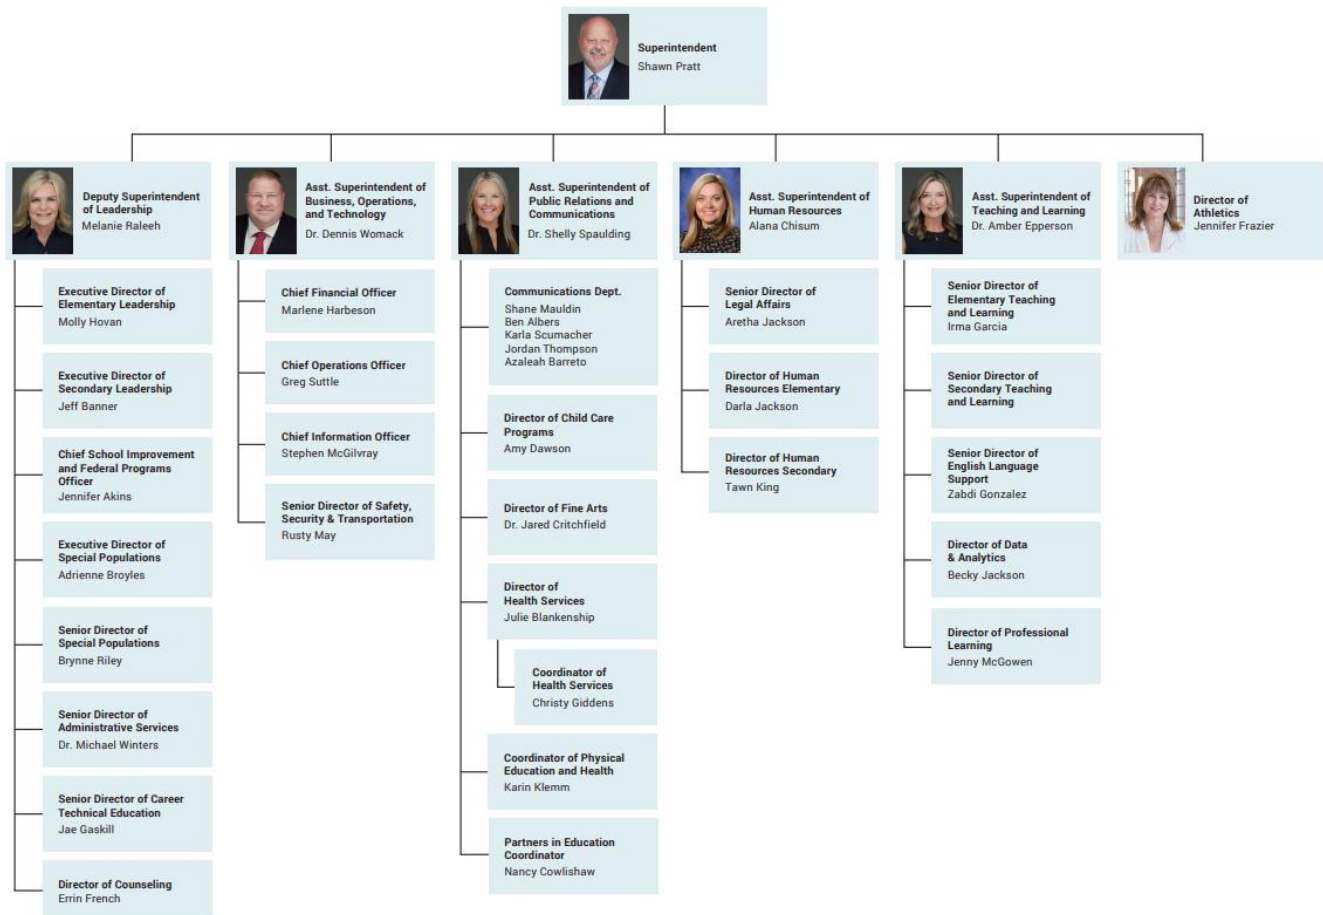 Superintendent
Shawn Pratt
Deputy Superintendent
of Leadership
Melanie Raleeh
Executive Director of
Elementary Leadership
Molly Hovan
Executive Director of
Secondary Leadership
Jeff Banner
Chief School Improvement
and Federal Programs
Officer
Jennifer Akins
Executive Director of
Special Populations
Adrienne Broyles
Senior Director of
Special Populations
Brynne Riley
Senior Director of
Administrative Services
Dr. Michael Winters
Senior Director of Career
Technical Education
Jae Gaskill
Director of Counseling
Errin French
Asst. Superintendent of
Business, Operations,
and Technology
Dr. Dennis Womack
Chief Financial Officer
Marlene Harbeson
Chief Operations Officer
Greg Suttle
Chief Information Officer
Stephen McGilvray
Senior Director of Safety,
Security & Transportation
Rusty May
Asst. Superintendent of
Public Relations and
Communications
Dr. Shelly Spaulding
Communications Dept.
Shane Mauldin
Ben Albers
Karla Scumacher
Jordan Thompson
Azaleah Barreto
Director of Child Care
Programs
Amy Dawson
Director of Fine Arts
Dr. Jared Critchfield
Director of
Health Services
Julie Blankenship
Coordinator of
Health Services
Christy Giddens
Coordinator of Physical
Education and Health
Karin Klemm
Partners in Education
Coordinator
Nancy Cowlishaw
Asst. Superintendent of
Human Resources
Alana Chisum
Senior Director of
Legal Affairs
Aretha Jackson
Director of Human
Resources Elementary
Darla Jackson
Director of Human
Resources Secondary
Tawn King
Asst. Superintendent of
Teaching and Learning
Dr. Amber Epperson
Senior Director of
Elementary Teaching
and Learning
Irma Garcia
Senior Director of
Secondary Teaching
and Learning
Senior Director of
English Language
Support
Zabdi Gonzalez
Director of Data
& Analytics
Becky Jackson
Director of Professional
Learning
Jenny McGowen
Director of
Athletics
Jennifer Frazier